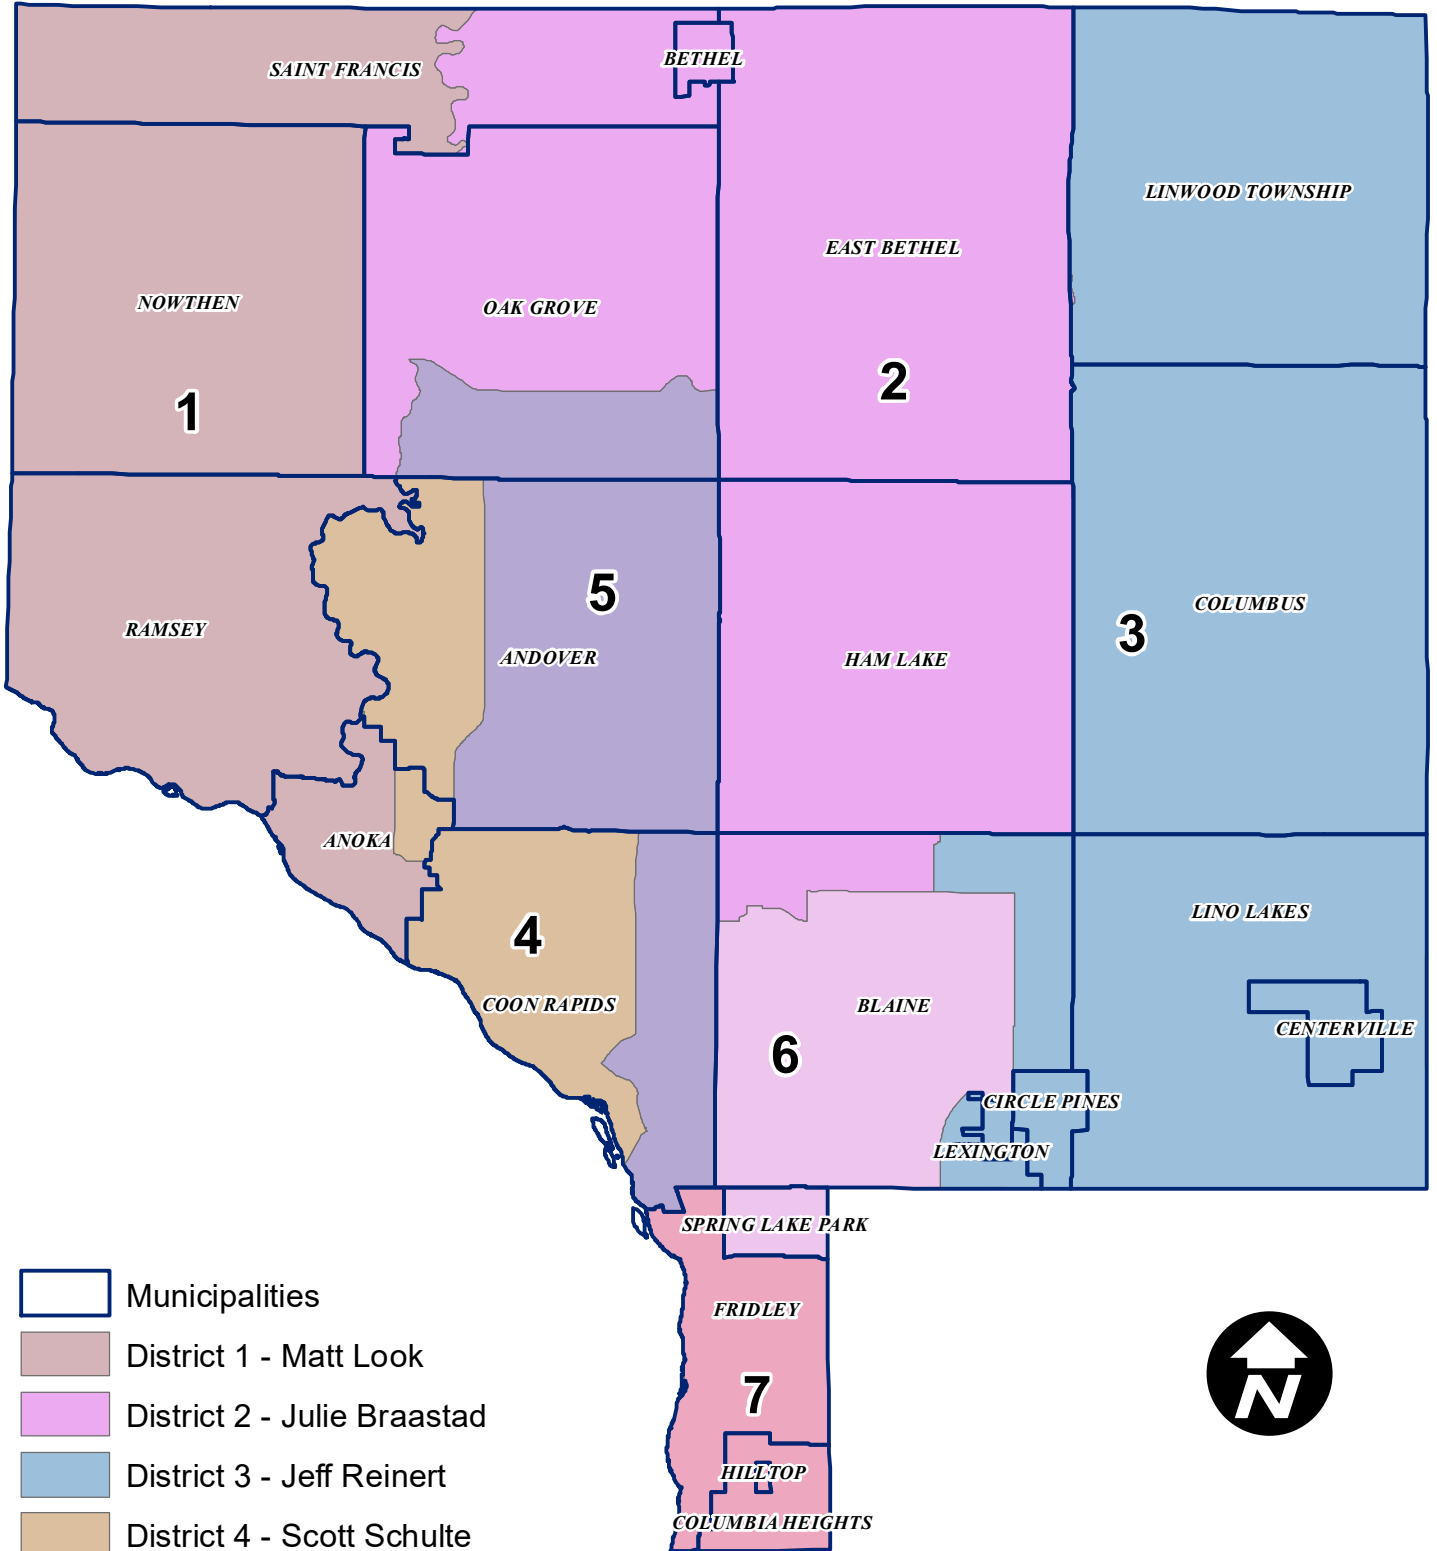 SAINT FRANCIS
BETHEL
LINWOOD TOWNSHIP
EAST BETHEL
NOWTHEN
OAK GROVE
2
1
5
COLUMBUS
RAMSEY
3
ANDOVER
HAM LAKE
ANOKA
LINO LAKES
4
COON RAPIDS
BLAINE
CENTERVILLE
6
CIRCLE PINES
LEXINGTON
SPRING LAKE PARK
FRIDLEY
7
HILLTOP
COLUMBIA HEIGHTS
Municipalities
District 1 - Matt Look
District 2 - Julie Braastad
District 3 - Jeff Reinert
District 4 - Scott Schulte
N